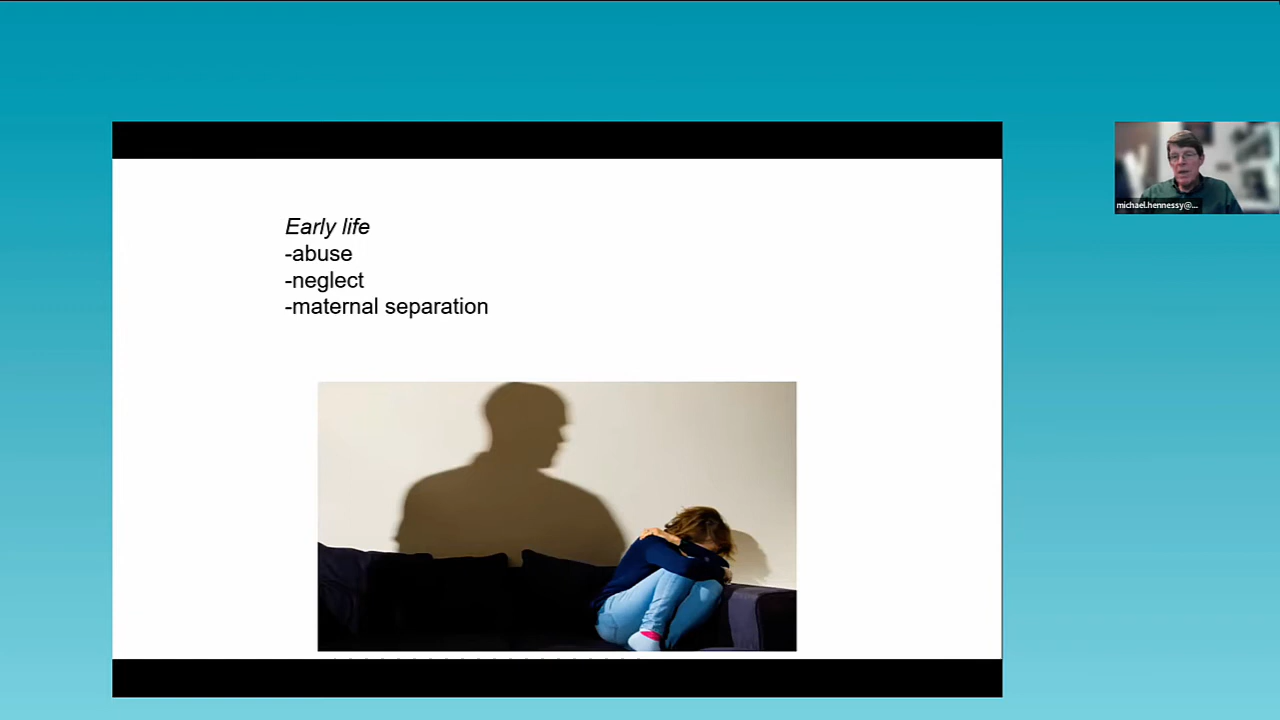 Early life
-abuse
-neglect
-maternal separation
michael.hennessy@...